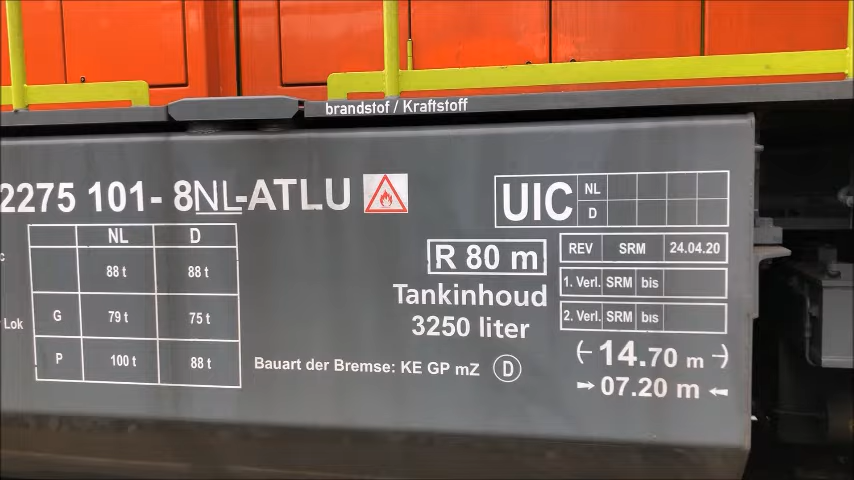 brandstof / Kraftstoff
2275 101- 8NL-ATLU
UIC NL
D
NL D
88 t 88 t
G 79 t 75 t
Lok
P 100 t 88 t
R 80 m
REV SRM 24.04.20
1. Verl. SRM bis
2. Verl. SRM bis
Tankinhoud
3250 liter
Bauart der Bremse: KE GP mZ D
14.70 m
07.20 m